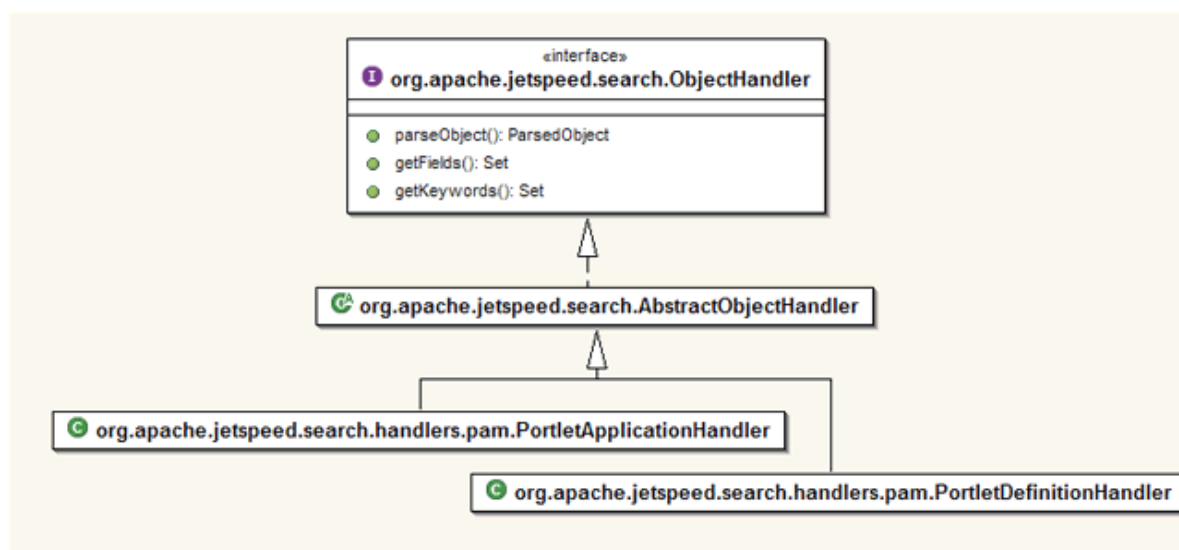 «interface»
I org.apache.jetspeed.search.ObjectHandler
parseObject(): ParsedObject
getFields(): Set
getKeywords(): Set
CA org.apache.jetspeed.search.AbstractObjectHandler
C org.apache.jetspeed.search.handlers.pam.PortletApplicationHandler
C org.apache.jetspeed.search.handlers.pam.PortletDefinitionHandler